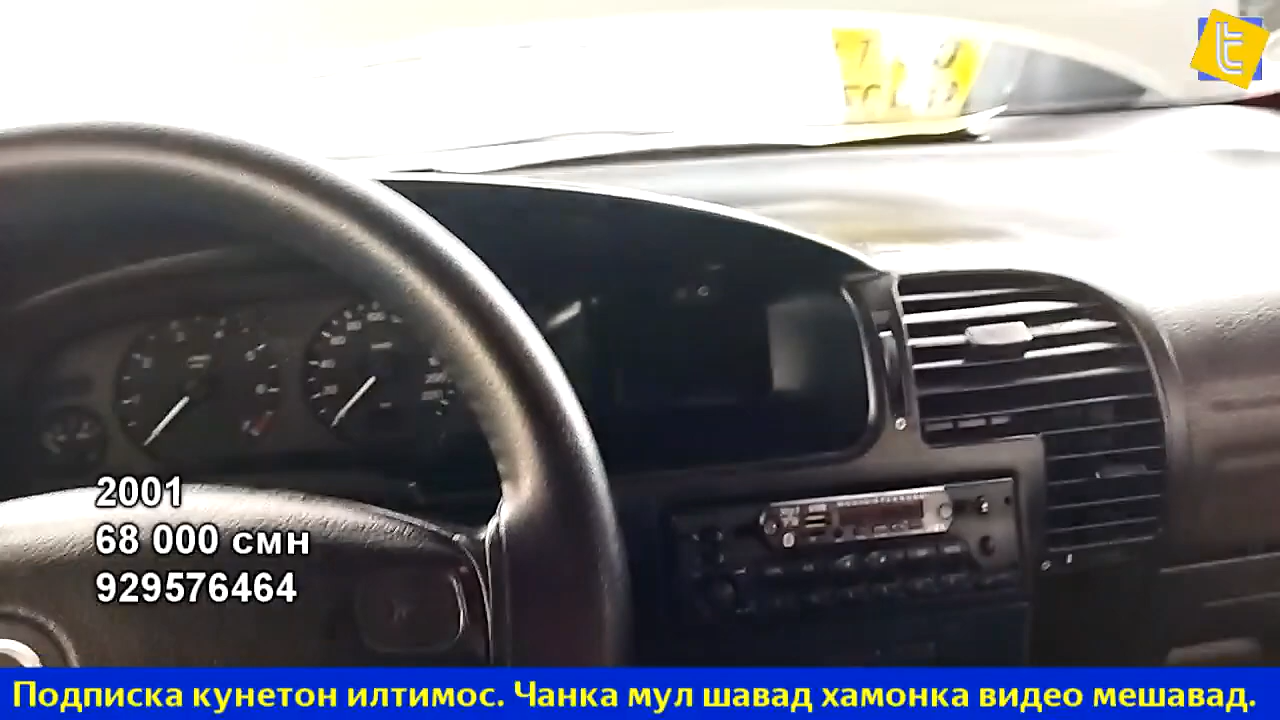 2001
68 000 смн
929576464
Подписка кунетон илтимос. Чанка мул шавад хамонка видео мешавад.